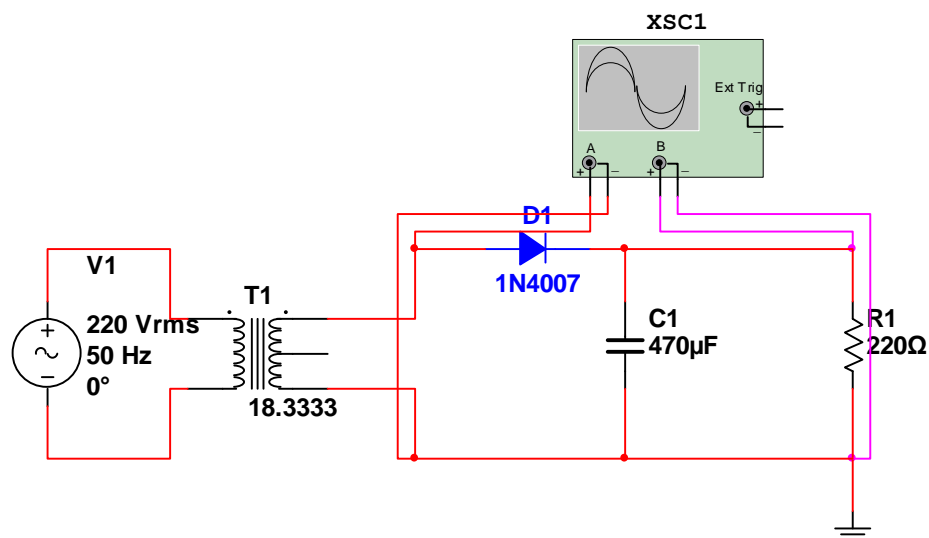 XSC1
Ext Trig
+
−
A
B
+ − + −
D1
1N4007
V1
T1
220 Vrms
50 Hz
0°
+
−
18.3333
C1
470µF
R1
220Ω